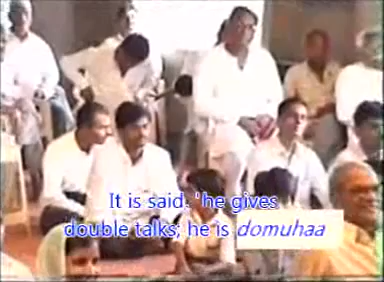 It is said. 'he gives
double talks; he is domuhaa